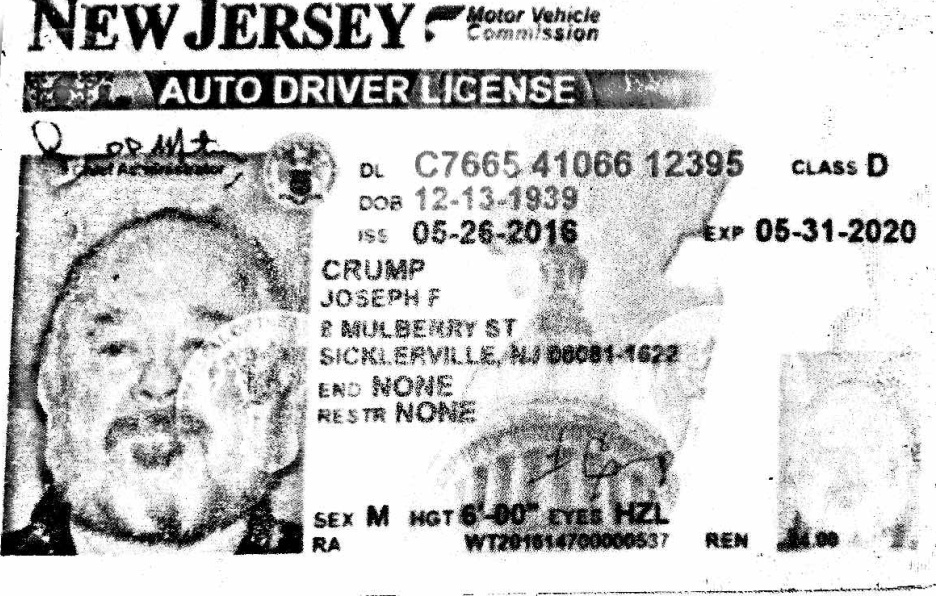 NEW JERSEY Motor Vehicle Commission
AUTO DRIVER LICENSE
Chief Administrator
DL C7665 41066 12395 CLASS D
DOB 12-13-1939
ISS 05-26-2016 EXP 05-31-2020
CRUMP
JOSEPH F
8 MULBERRY ST
SICKLERVILLE, NJ 08081-1622
END NONE
RESTR NONE
SEX M HGT 6'-00" EYES HZL
RA WT201614700000537 REN